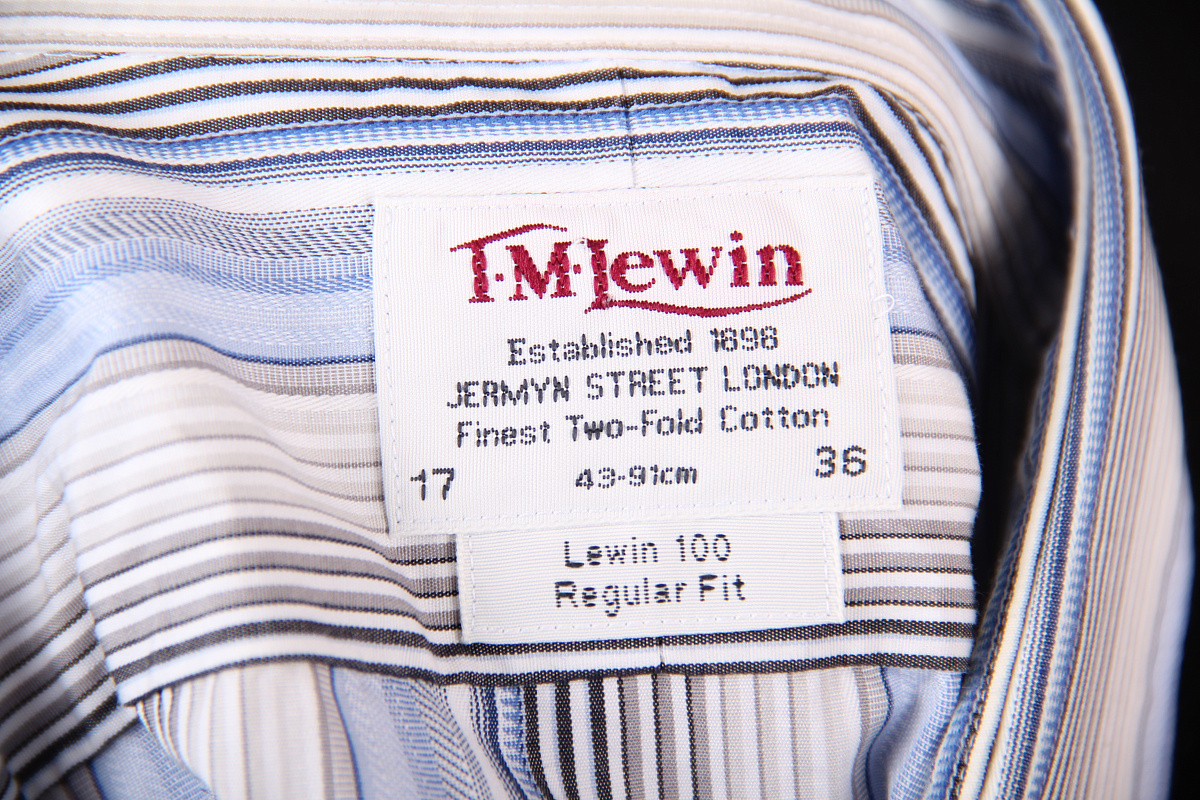 T·M·Lewin
Established 1898
JERMYN STREET LONDON
Finest Two-Fold Cotton
17 43-91cm 36
Lewin 100
Regular Fit